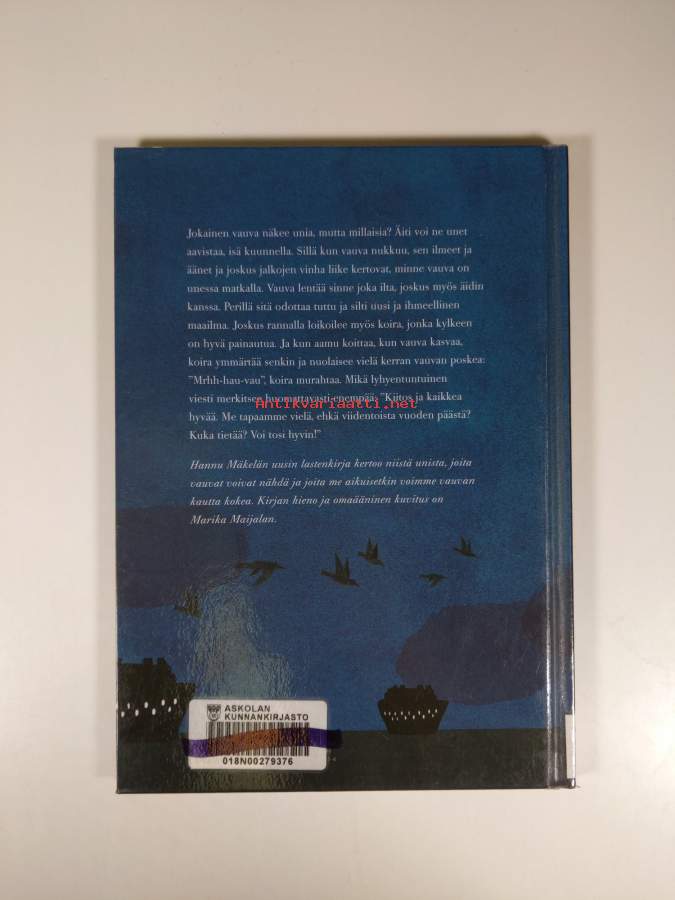 Jokainen vauva näkee unia, mutta millaisia? Äiti voi ne unet
aavistaa, isä kuunnella. Sillä kun vauva nukkuu, sen ilmeet ja
äänet ja joskus jalkojen vinha liike kertovat, minne vauva on
unessa matkalla. Vauva lentää sinne joka ilta, joskus myös äidin
kanssa. Perillä sitä odottaa tuttu ja silti uusi ja ihmeellinen
maailma. Joskus rannalla loikoilee myös koira, jonka kylkeen
on hyvä painautua. Ja kun aamu koittaa, kun vauva kasvaa,
koira ymmärtää senkin ja nuolaisee vielä kerran vauvan poskea:
”Mrhh-hau-vau”, koira murahtaa. Mikä lyhyentuntuinen
viesti merkitsee huomattavasti enempää: ”Kiitos ja kaikkea
Antikvariaatti.net
hyvää. Me tapaamme vielä, ehkä viidentoista vuoden päästä?
Kuka tietää? Voi tosi hyvin!”
Hannu Mäkelän uusin lastenkirja kertoo niistä unista, joita
vauvat voivat nähdä ja joita me aikuisetkin voimme vauvan
kautta kokea. Kirjan hieno ja omaääninen kuvitus on
Marika Maijalan.
ASKOLAN
KUNNANKIRJASTO
018N00279376